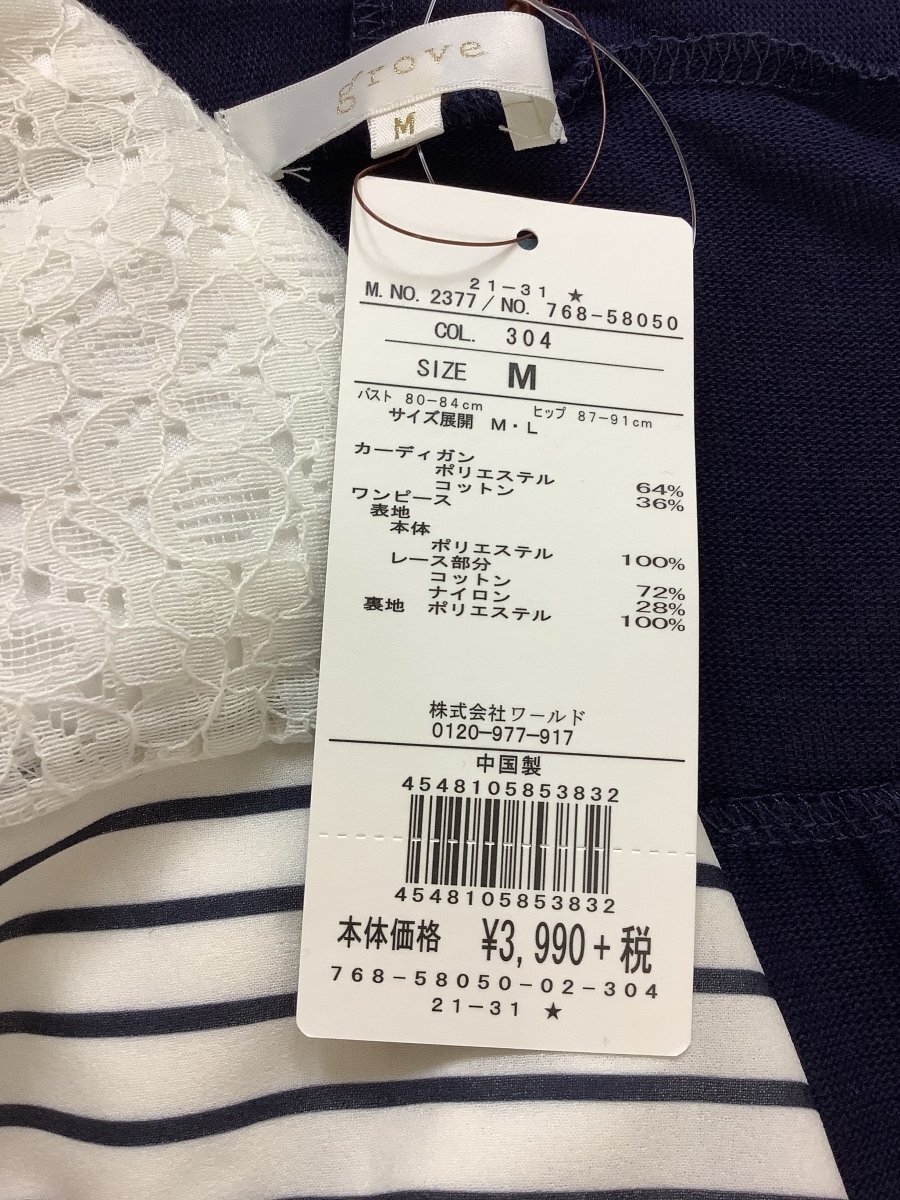 grove
M
21-31 ★
M. NO. 2377/NO. 768-58050
COL. 304
SIZE M
バスト 80-84cm ヒップ 87-91cm
サイズ展開 M・L
カーディガン
ポリエステル 64%
コットン 36%
ワンピース
表地
本体
ポリエステル 100%
レース部分
コットン 72%
ナイロン 28%
裏地 ポリエステル 100%
株式会社ワールド
0120-977-917
中国製
4548105853832
4548105853832
本体価格 ¥3,990+税
768-58050-02-304
21-31 ★